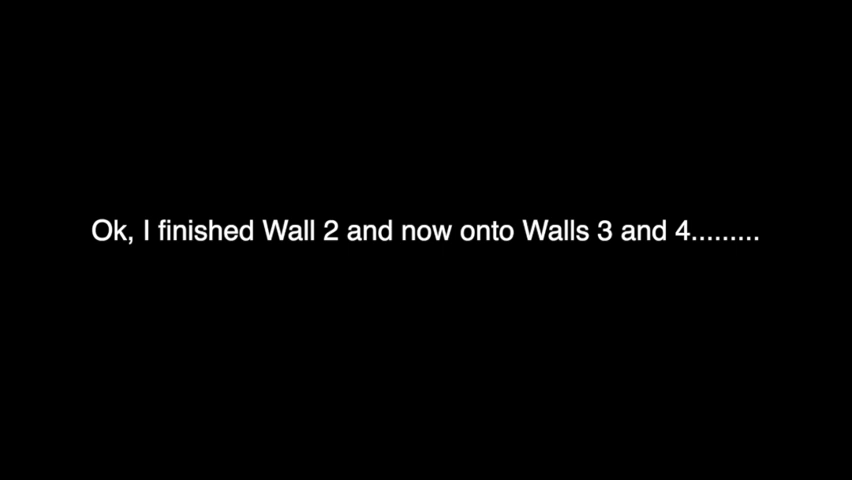 Ok, I finished Wall 2 and now onto Walls 3 and 4.........